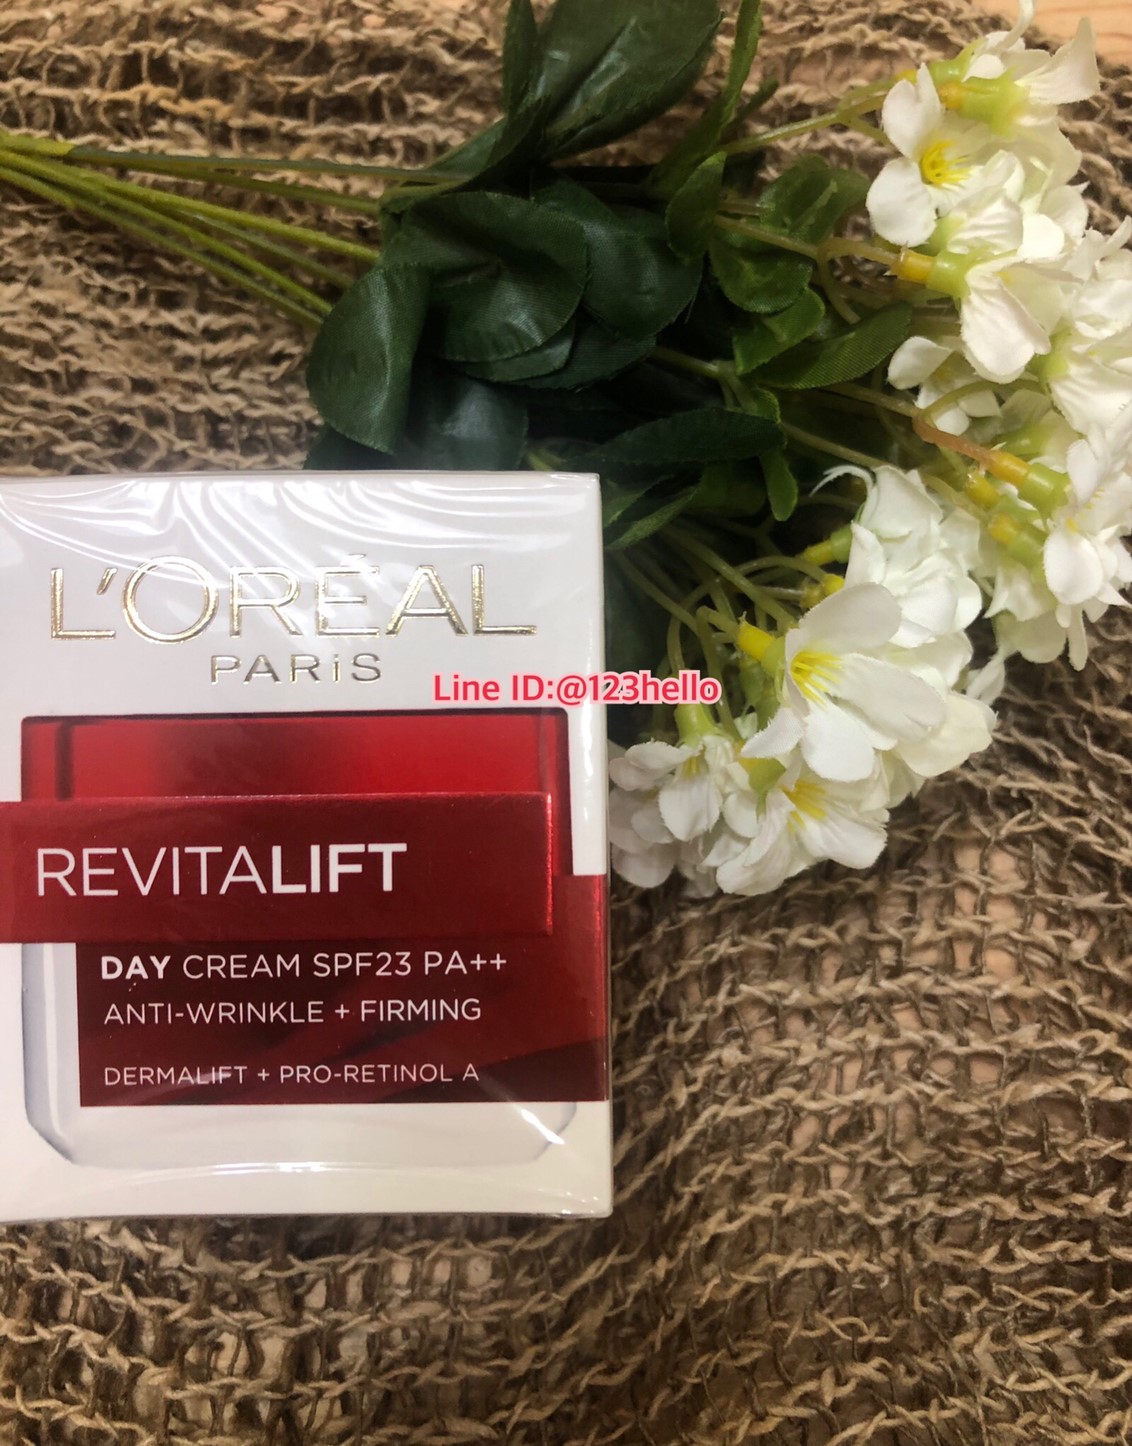 L'ORÉAL
PARiS
Line ID:@123hello
REVITALIFT
DAY CREAM SPF23 PA++
ANTI-WRINKLE + FIRMING
DERMALIFT + PRO-RETINOL A